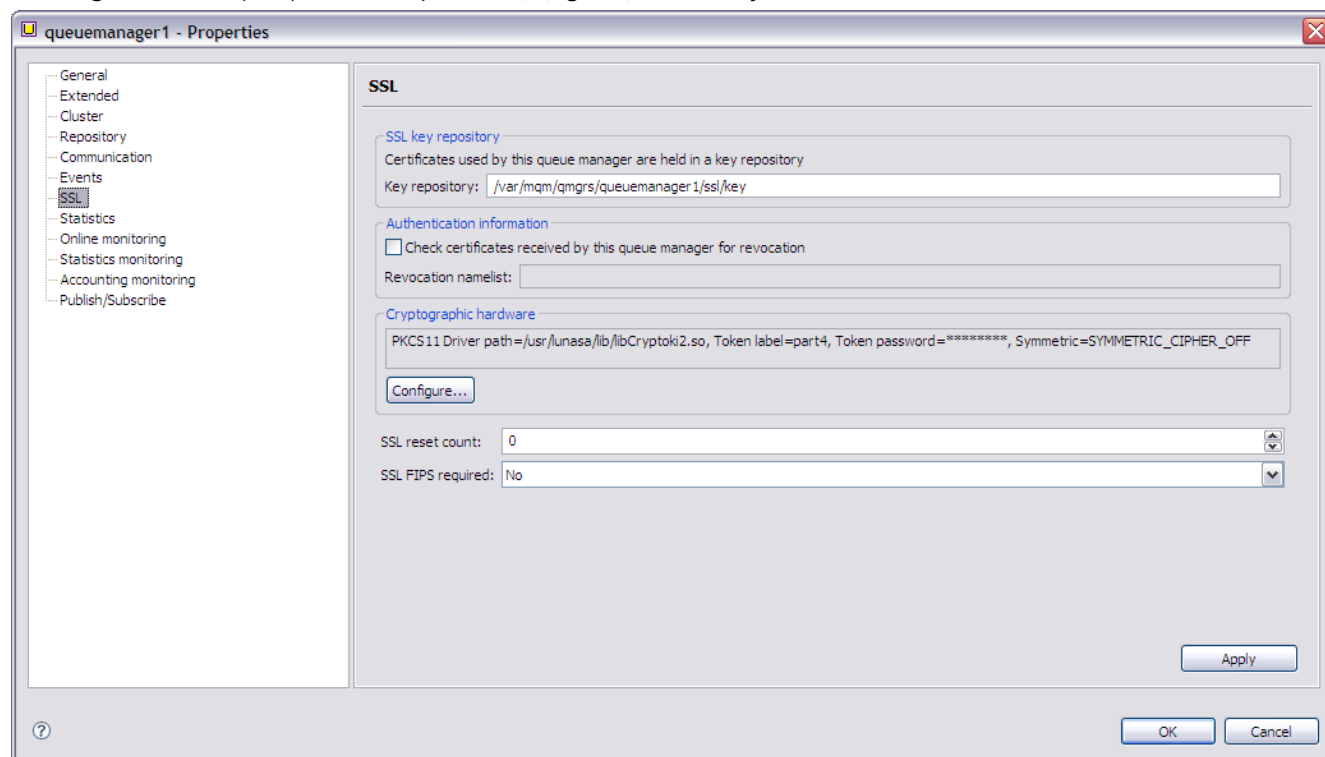 queuemanager1 - Properties
General
Extended
Cluster
Repository
Communication
Events
SSL
Statistics
Online monitoring
Statistics monitoring
Accounting monitoring
Publish/Subscribe
SSL
SSL key repository
Certificates used by this queue manager are held in a key repository
Key repository: /var/mqm/qmgrs/queuemanager1/ssl/key
Authentication information
Check certificates received by this queue manager for revocation
Revocation namelist:
Cryptographic hardware
PKCS11 Driver path=/usr/lunasa/lib/libCryptoki2.so, Token label=part4, Token password=********, Symmetric=SYMMETRIC_CIPHER_OFF
Configure...
SSL reset count: 0
SSL FIPS required: No
Apply
?
OK Cancel